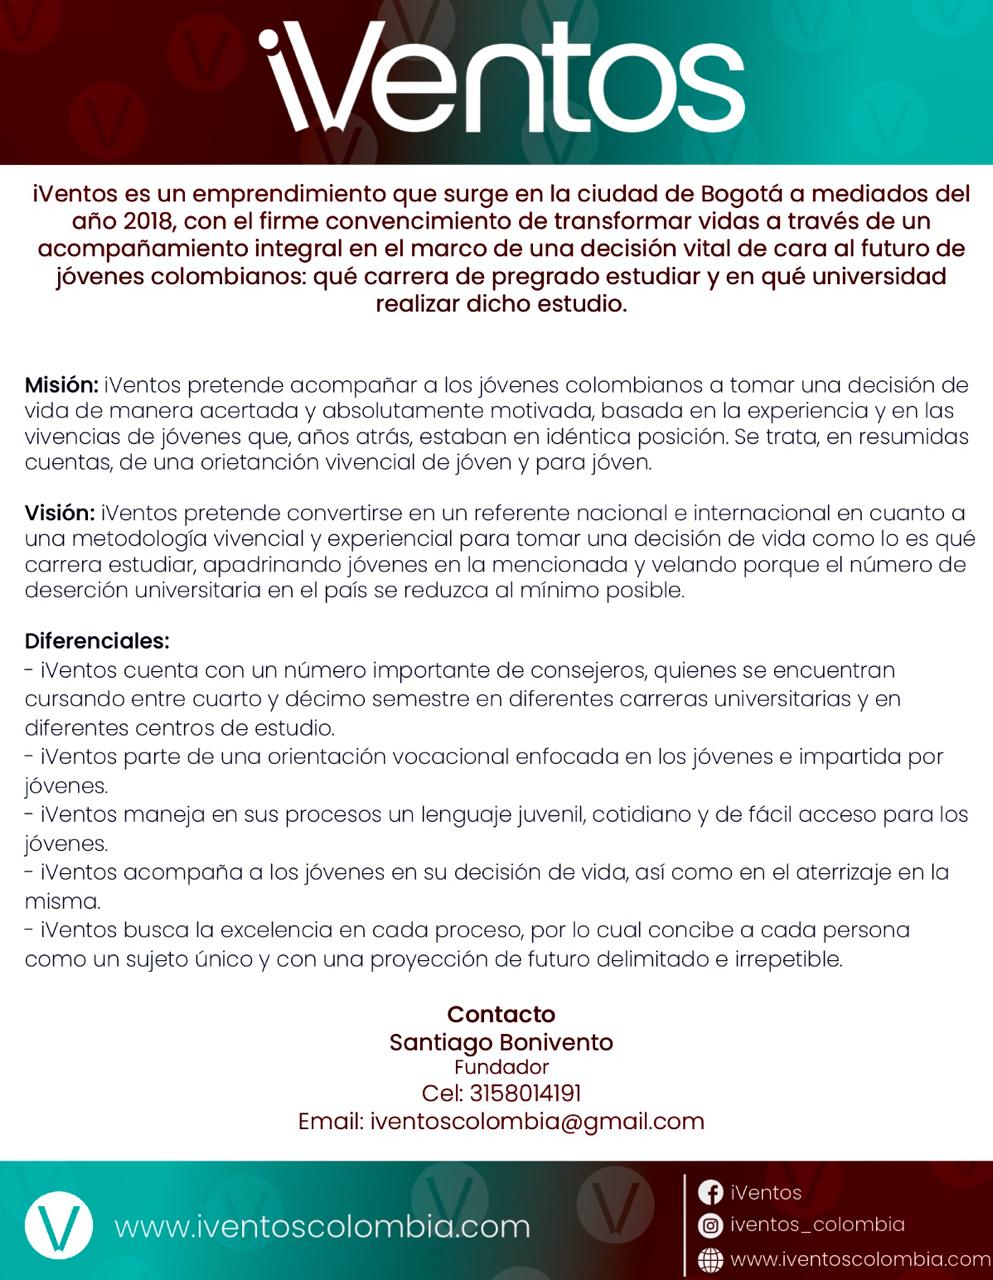 iVentos
iVentos es un emprendimiento que surge en la ciudad de Bogotá a mediados del
año 2018, con el firme convencimiento de transformar vidas a través de un
acompañamiento integral en el marco de una decisión vital de cara al futuro de
jóvenes colombianos: qué carrera de pregrado estudiar y en qué universidad
realizar dicho estudio.
Misión: iVentos pretende acompañar a los jóvenes colombianos a tomar una decisión de
vida de manera acertada y absolutamente motivada, basada en la experiencia y en las
vivencias de jóvenes que, años atrás, estaban en idéntica posición. Se trata, en resumidas
cuentas, de una orietanción vivencial de jóven y para jóven.
Visión: iVentos pretende convertirse en un referente nacional e internacional en cuanto a
una metodología vivencial y experiencial para tomar una decisión de vida como lo es qué
carrera estudiar, apadrinando jóvenes en la mencionada y velando porque el número de
deserción universitaria en el país se reduzca al mínimo posible.
Diferenciales:
- iVentos cuenta con un número importante de consejeros, quienes se encuentran
cursando entre cuarto y décimo semestre en diferentes carreras universitarias y en
diferentes centros de estudio.
- iVentos parte de una orientación vocacional enfocada en los jóvenes e impartida por
jóvenes.
- iVentos maneja en sus procesos un lenguaje juvenil, cotidiano y de fácil acceso para los
jóvenes.
- iVentos acompaña a los jóvenes en su decisión de vida, así como en el aterrizaje en la
misma.
- iVentos busca la excelencia en cada proceso, por lo cual concibe a cada persona
como un sujeto único y con una proyección de futuro delimitado e irrepetible.
Contacto
Santiago Bonivento
Fundador
Cel: 3158014191
Email: iventoscolombia@gmail.com
V www.iventoscolombia.com
iVentos
iventos_colombia
www.iventoscolombia.com